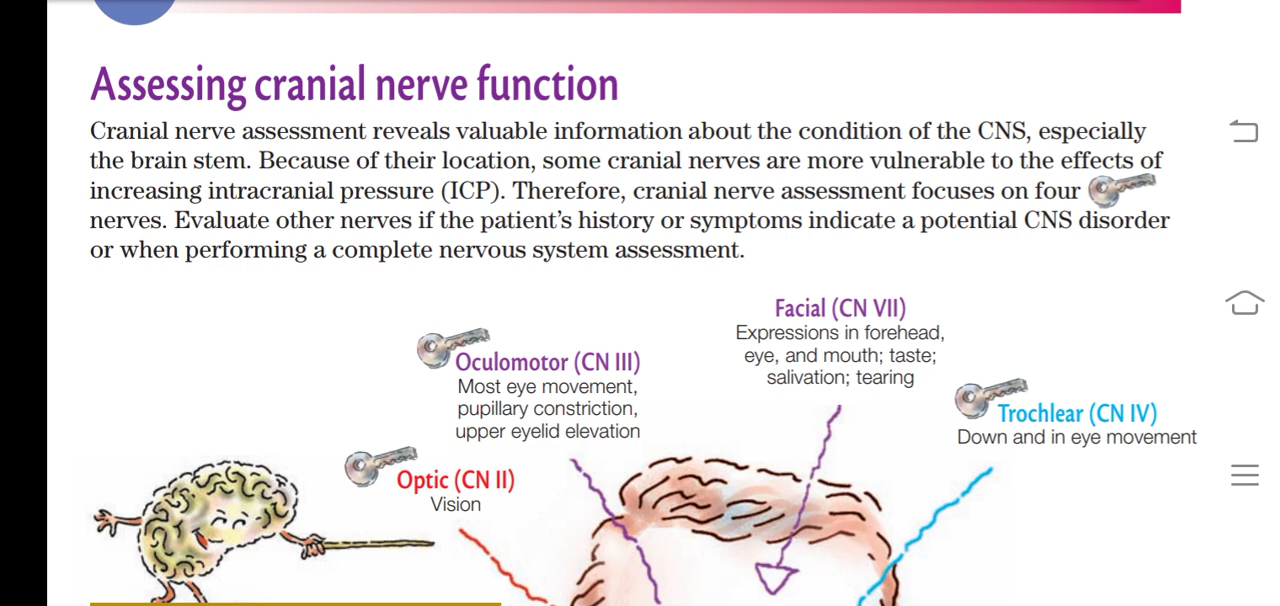 Assessing cranial nerve function
Cranial nerve assessment reveals valuable information about the condition of the CNS, especially
the brain stem. Because of their location, some cranial nerves are more vulnerable to the effects of
increasing intracranial pressure (ICP). Therefore, cranial nerve assessment focuses on four
nerves. Evaluate other nerves if the patient’s history or symptoms indicate a potential CNS disorder
or when performing a complete nervous system assessment.
Facial (CN VII)
Expressions in forehead,
eye, and mouth; taste;
salivation; tearing
Oculomotor (CN III)
Most eye movement,
pupillary constriction,
upper eyelid elevation
Trochlear (CN IV)
Down and in eye movement
Optic (CN II)
Vision